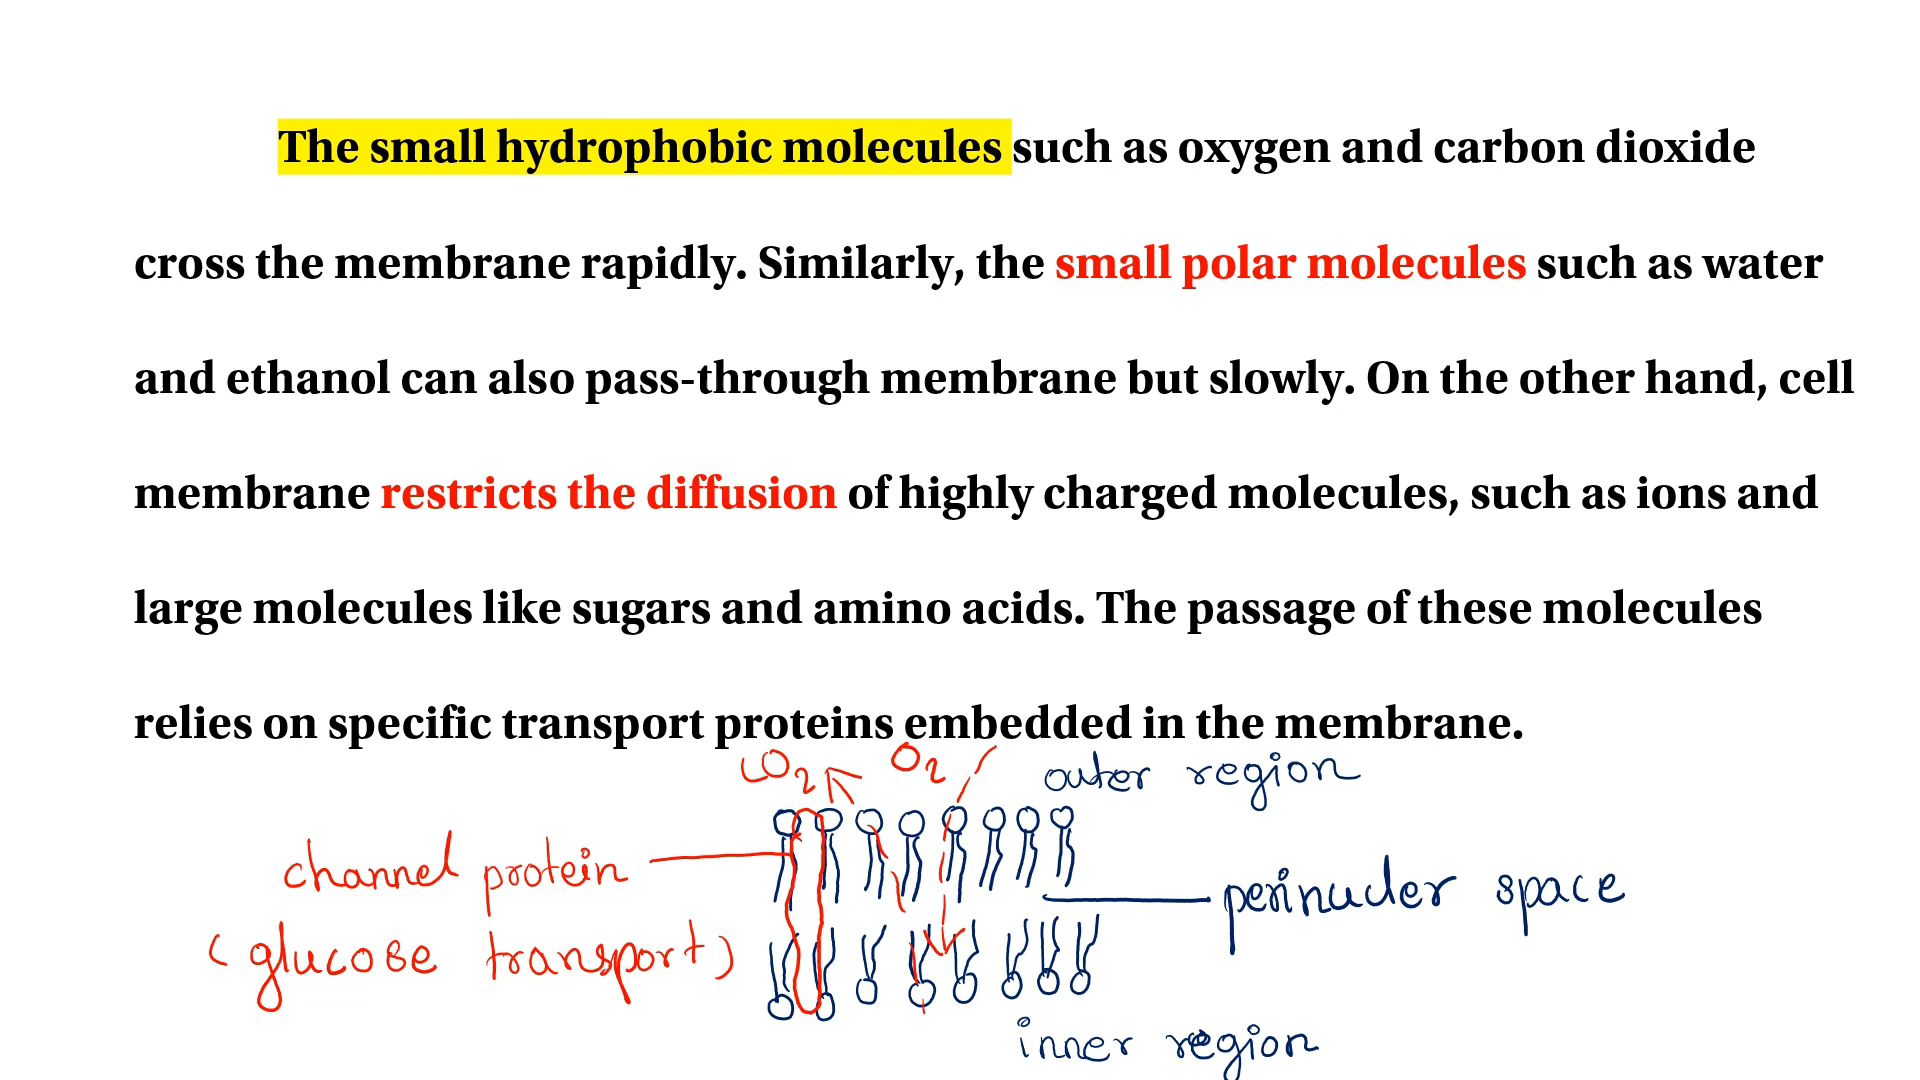 The small hydrophobic molecules such as oxygen and carbon dioxide
cross the membrane rapidly. Similarly, the small polar molecules such as water
and ethanol can also pass-through membrane but slowly. On the other hand, cell
membrane restricts the diffusion of highly charged molecules, such as ions and
large molecules like sugars and amino acids. The passage of these molecules
relies on specific transport proteins embedded in the membrane.
CO2 O2 outer region
channel protein
perinucler space
(glucose transport)
inner region